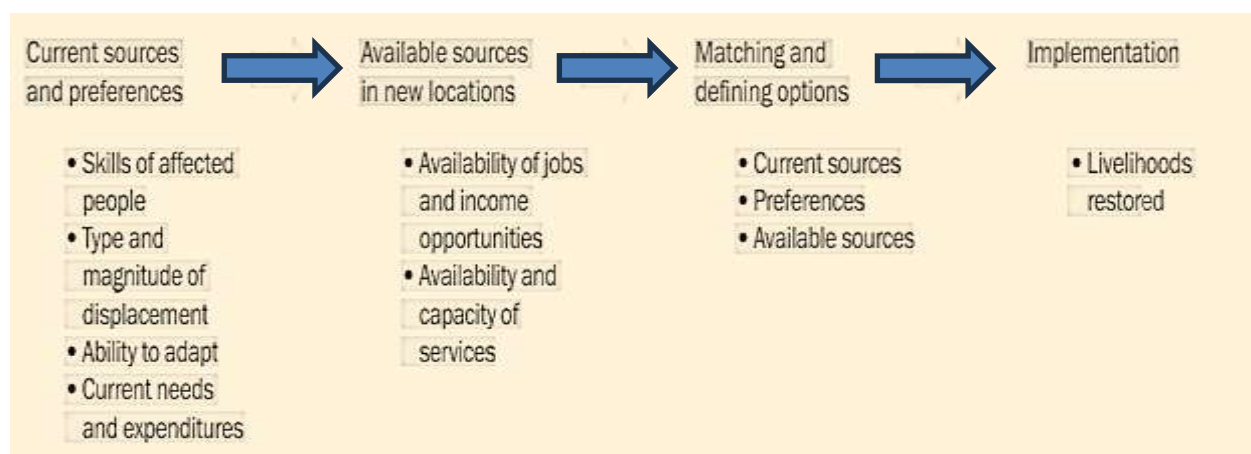 Current sources
and preferences
• Skills of affected
people
• Type and
magnitude of
displacement
• Ability to adapt
• Current needs
and expenditures
Available sources
in new locations
• Availability of jobs
and income
opportunities
• Availability and
capacity of
services
Matching and
defining options
• Current sources
• Preferences
• Available sources
Implementation
• Livelihoods
restored